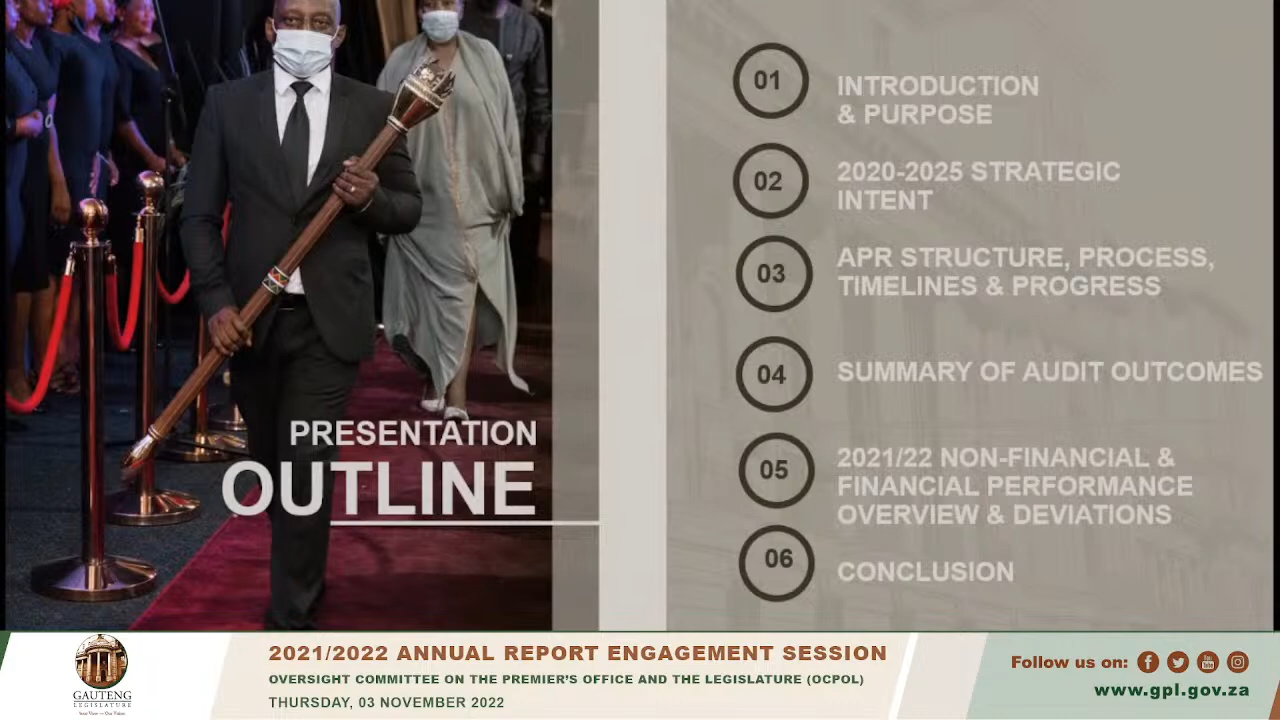 PRESENTATION
OUTLINE
01
INTRODUCTION
& PURPOSE
02
2020-2025 STRATEGIC
INTENT
03
APR STRUCTURE, PROCESS,
TIMELINES & PROGRESS
04
SUMMARY OF AUDIT OUTCOMES
05
2021/22 NON-FINANCIAL &
FINANCIAL PERFORMANCE
OVERVIEW & DEVIATIONS
06
CONCLUSION
GAUTENG
LEGISLATURE
2021/2022 ANNUAL REPORT ENGAGEMENT SESSION
OVERSIGHT COMMITTEE ON THE PREMIER'S OFFICE AND THE LEGISLATURE (OCPOL)
THURSDAY, 03 NOVEMBER 2022
Follow us on:
www.gpl.gov.za